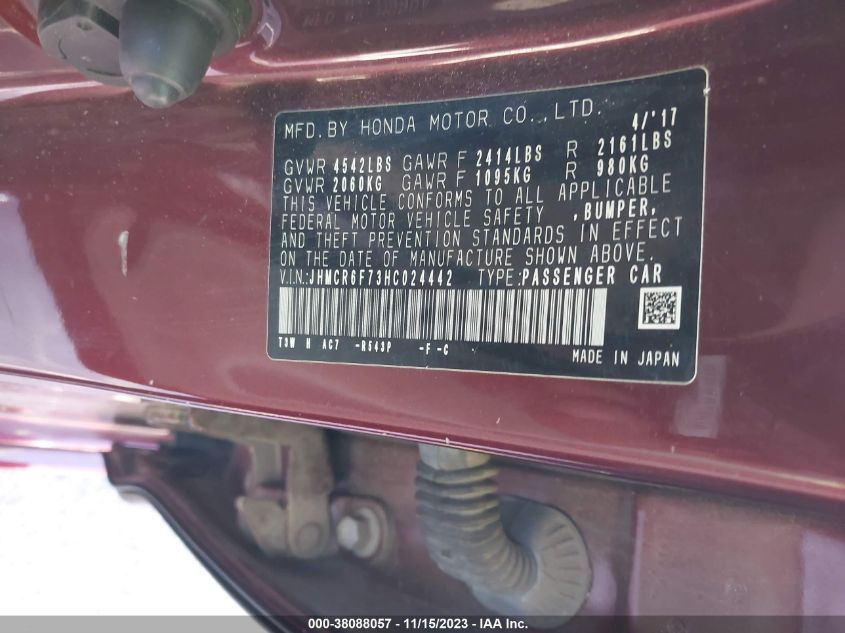 MFD. BY HONDA MOTOR CO., LTD. 4/'17
GVWR 4542LBS GAWR F 2414LBS R 2161LBS
GVWR 2060KG GAWR F 1095KG R 980KG
THIS VEHICLE CONFORMS TO ALL APPLICABLE
FEDERAL MOTOR VEHICLE SAFETY ,BUMPER,
AND THEFT PREVENTION STANDARDS IN EFFECT
ON THE DATE OF MANUFACTURE SHOWN ABOVE.
V.I.N:JHMCR6F73HC024442 TYPE:PASSENGER CAR
T3W H AC7 -R543P -F -C
MADE IN JAPAN
000-38088057 - 11/15/2023 - IAAI Inc.